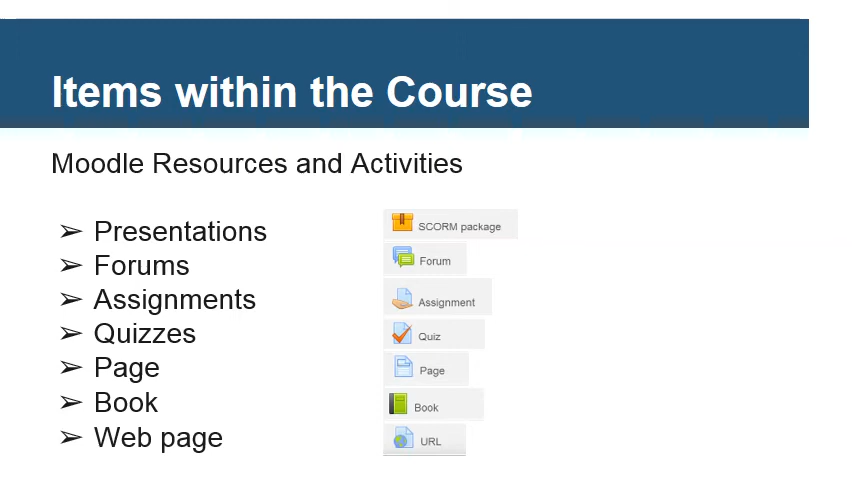 Items within the Course
Moodle Resources and Activities
➢ Presentations
SCORM package
➢ Forums
Forum
➢ Assignments
Assignment
➢ Quizzes
Quiz
➢ Page
Page
➢ Book
Book
➢ Web page
URL